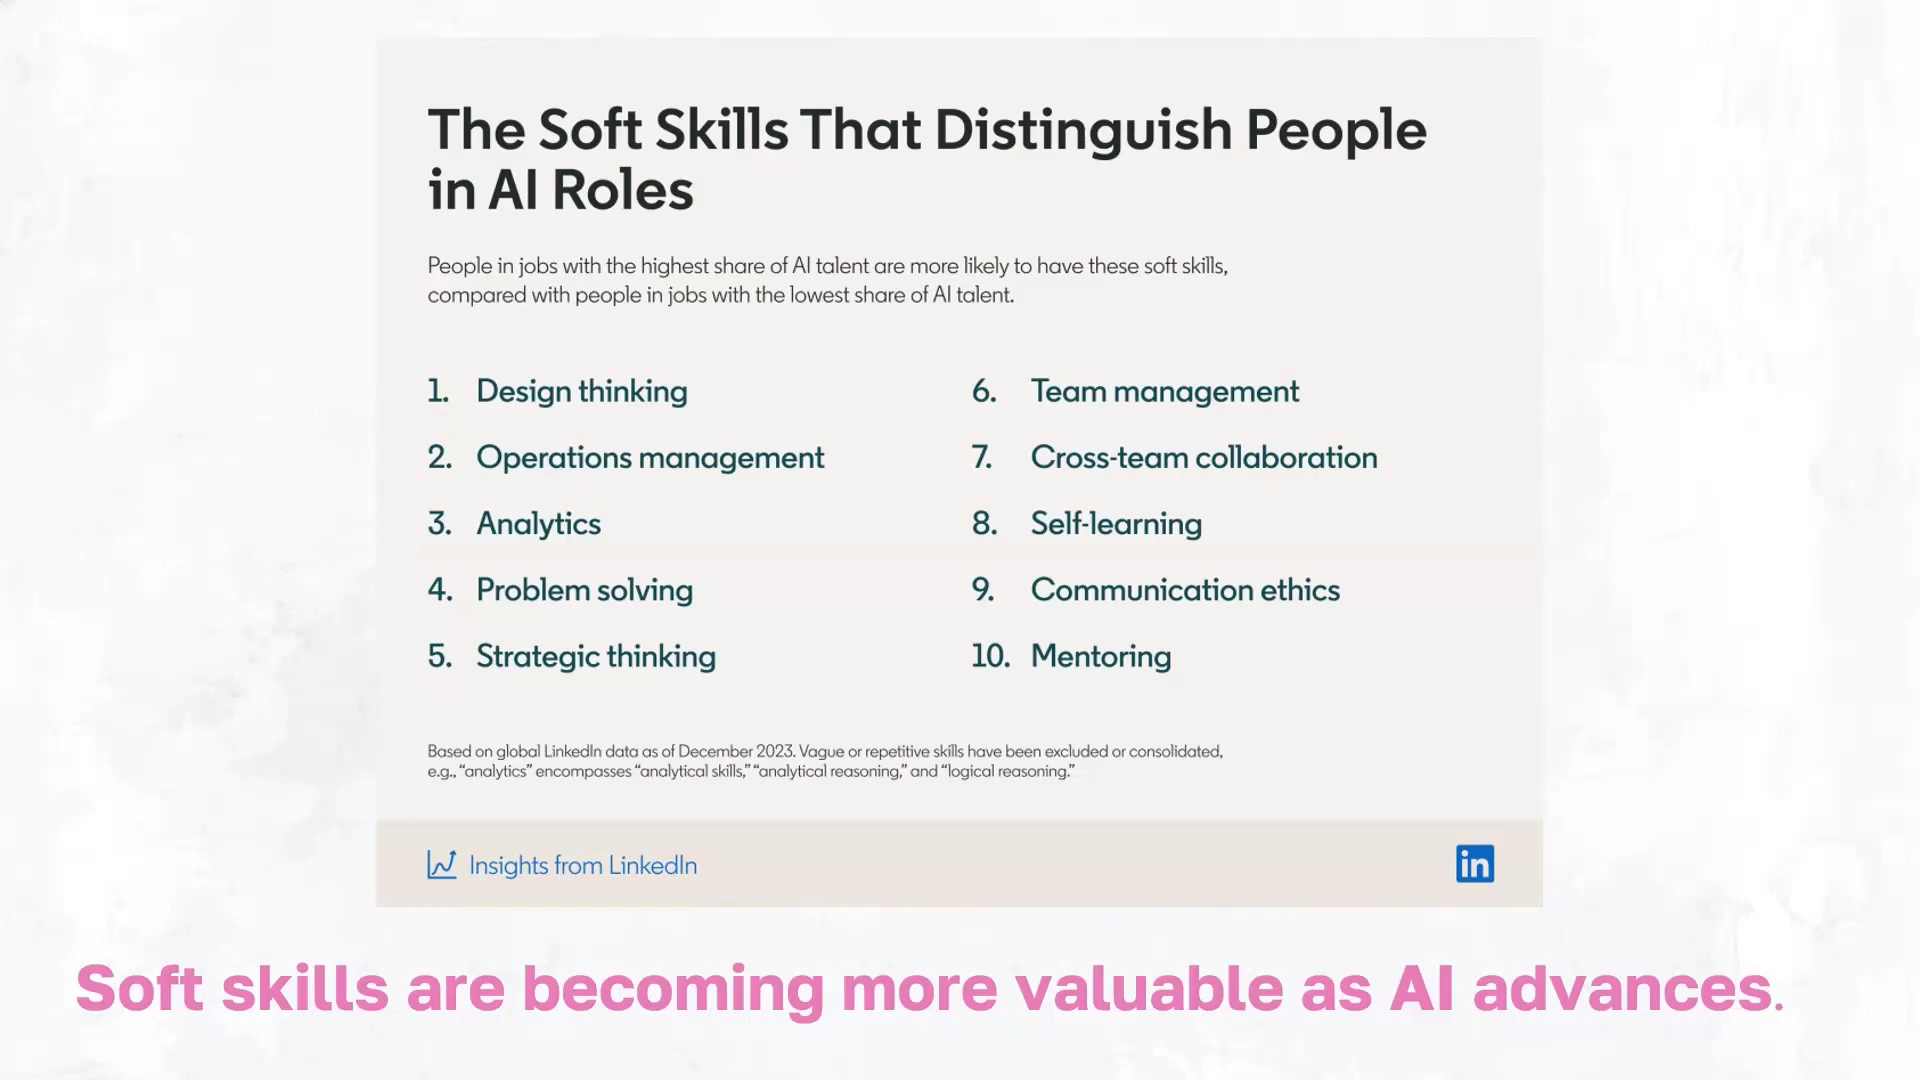 The Soft Skills That Distinguish People
in AI Roles
People in jobs with the highest share of AI talent are more likely to have these soft skills,
compared with people in jobs with the lowest share of AI talent.
1. Design thinking
2. Operations management
3. Analytics
4. Problem solving
5. Strategic thinking
6. Team management
7. Cross-team collaboration
8. Self-learning
9. Communication ethics
10. Mentoring
Based on global LinkedIn data as of December 2023. Vague or repetitive skills have been excluded or consolidated,
e.g., “analytics” encompasses “analytical skills,” “analytical reasoning,” and “logical reasoning.”
Insights from LinkedIn
in
Soft skills are becoming more valuable as AI advances.